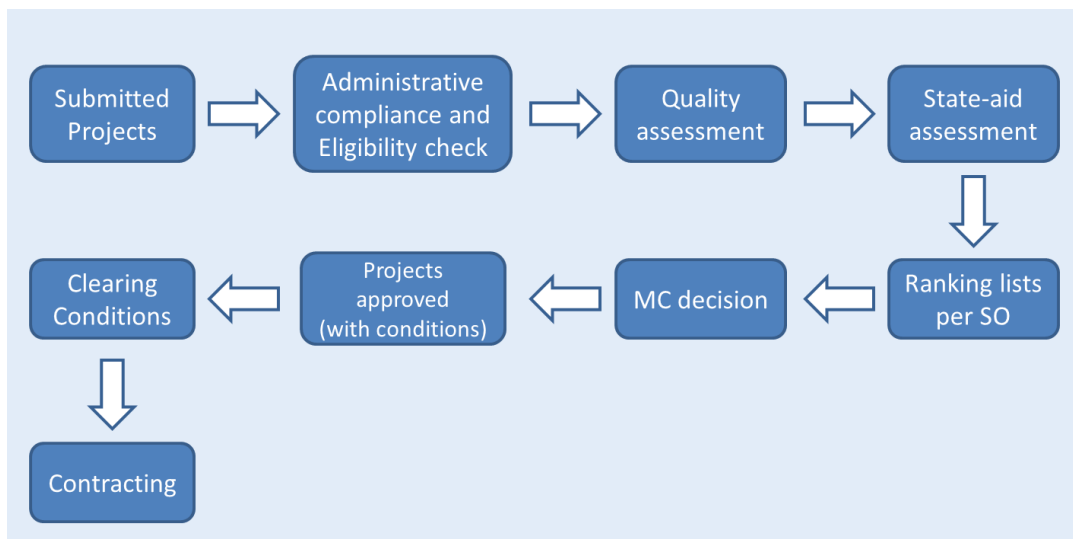 Submitted
Projects
Administrative
compliance and
Eligibility check
Quality
assessment
State-aid
assessment
Ranking lists
per SO
MC decision
Projects
approved
(with conditions)
Clearing
Conditions
Contracting